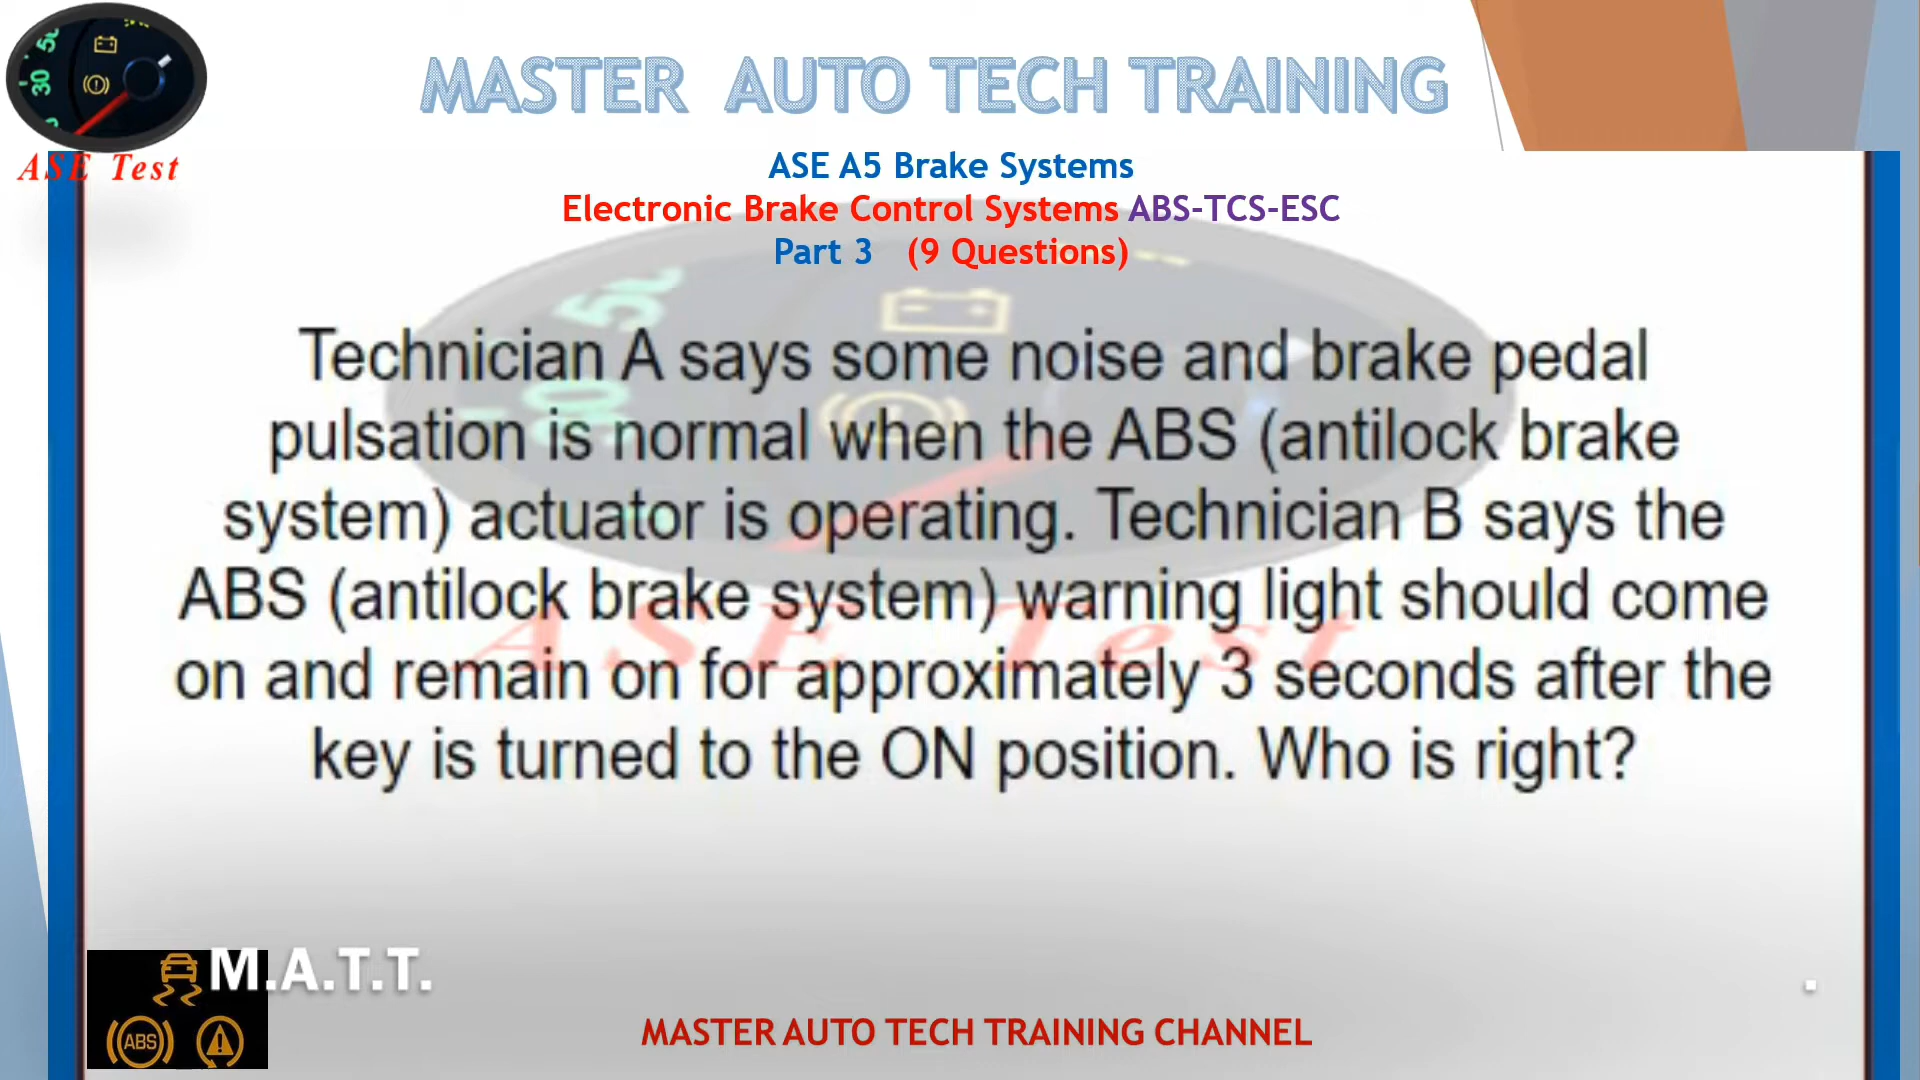 MASTER AUTO TECH TRAINING
ASE Test
ASE A5 Brake Systems
Electronic Brake Control Systems ABS-TCS-ESC
Part 3 (9 Questions)
Technician A says some noise and brake pedal
pulsation is normal when the ABS (antilock brake
system) actuator is operating. Technician B says the
ABS (antilock brake system) warning light should come
on and remain on for approximately 3 seconds after the
key is turned to the ON position. Who is right?
ASE Test
M.A.T.T.
ABS
MASTER AUTO TECH TRAINING CHANNEL